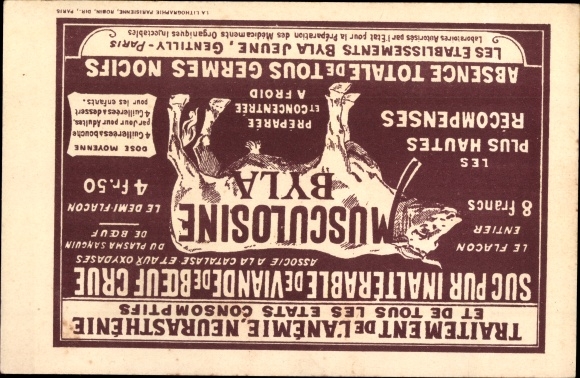 TRAITEMENT DE L'ANÉMIE, NEURASTHÉNIE
ET DE TOUS LES ÉTATS CONSOMPTIFS
SUC PUR INALTÉRABLE DE VIANDE DE BŒUF CRUE
ASSOCIÉ A LA CATALASE ET AUX OXYDASES
DU PLASMA SANGUIN
DE BŒUF
LE FLACON
ENTIER
8 francs
MUSCULOSINE
BYLA
LE DEMI-FLACON
4 Fr. 50
LES
PLUS HAUTES
RÉCOMPENSES
PRÉPARÉE
ET CONCENTRÉE
A FROID
DOSE MOYENNE
4 Cuillerées à bouche
par jour pour Adultes,
4 Cuillerées à dessert
pour les enfants.
ABSENCE TOTALE DE TOUS GERMES NOCIFS
LES ETABLISSEMENTS BYLA JEUNE, GENTILLY - PARIS
Laboratoires Autorisés par l'État pour la Préparation des Médicaments Organiques Injectables
LA LITHOGRAPHIE PARISIENNE, ROBIN, DIR., PARIS